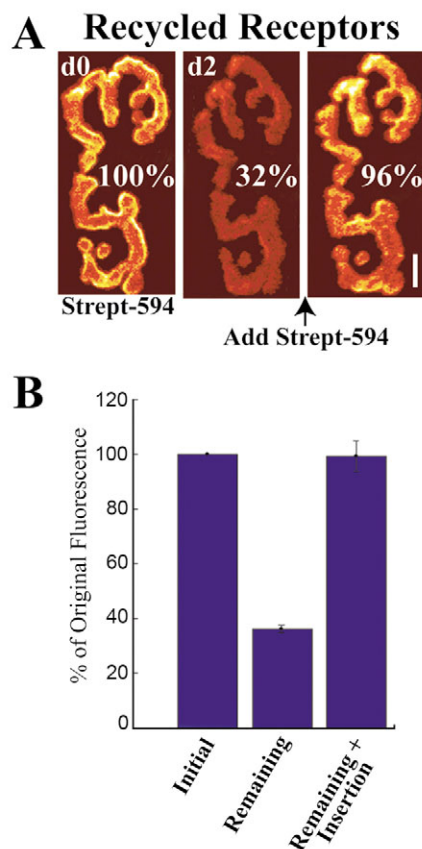 A
Recycled Receptors
d0
d2
100%
32%
96%
Strept-594
Add Strept-594
B
% of Original Fluorescence
120
100
80
60
40
20
0
Initial
Remaining
Remaining +
Insertion